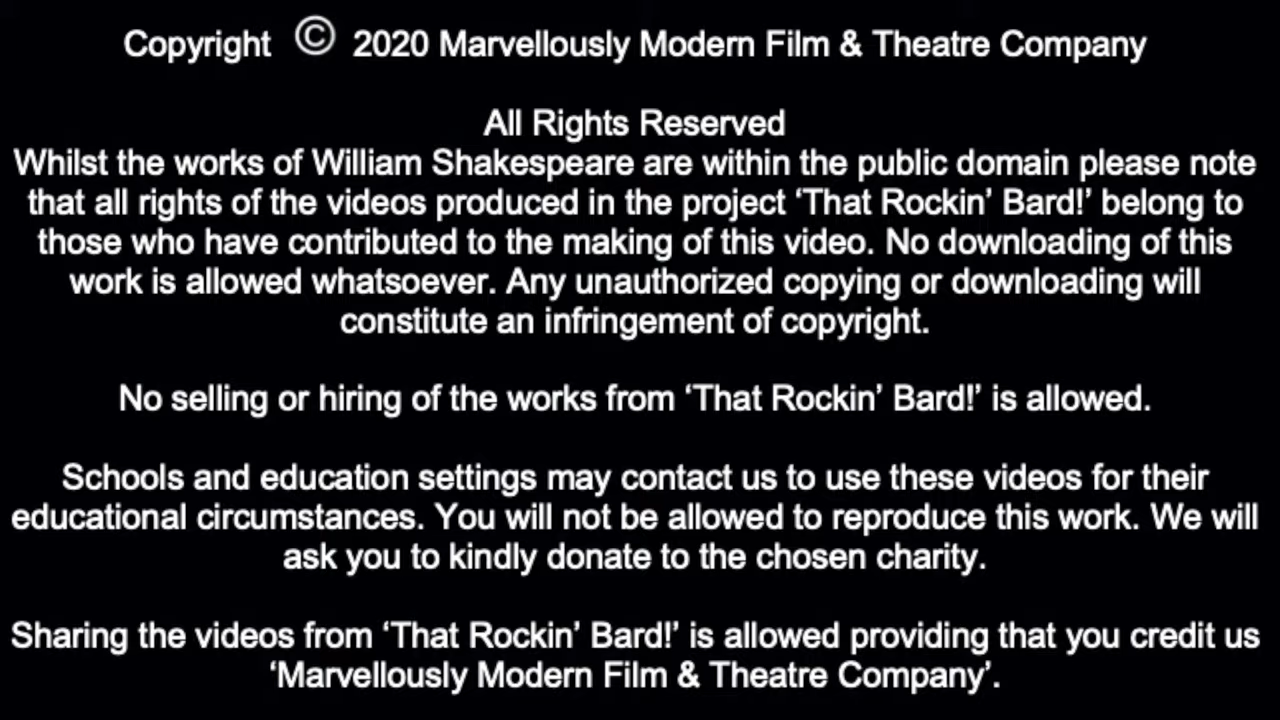 Copyright © 2020 Marvellously Modern Film & Theatre Company
All Rights Reserved
Whilst the works of William Shakespeare are within the public domain please note
that all rights of the videos produced in the project ‘That Rockin’ Bard!’ belong to
those who have contributed to the making of this video. No downloading of this
work is allowed whatsoever. Any unauthorized copying or downloading will
constitute an infringement of copyright.
No selling or hiring of the works from ‘That Rockin’ Bard!’ is allowed.
Schools and education settings may contact us to use these videos for their
educational circumstances. You will not be allowed to reproduce this work. We will
ask you to kindly donate to the chosen charity.
Sharing the videos from ‘That Rockin’ Bard!’ is allowed providing that you credit us
‘Marvellously Modern Film & Theatre Company’.